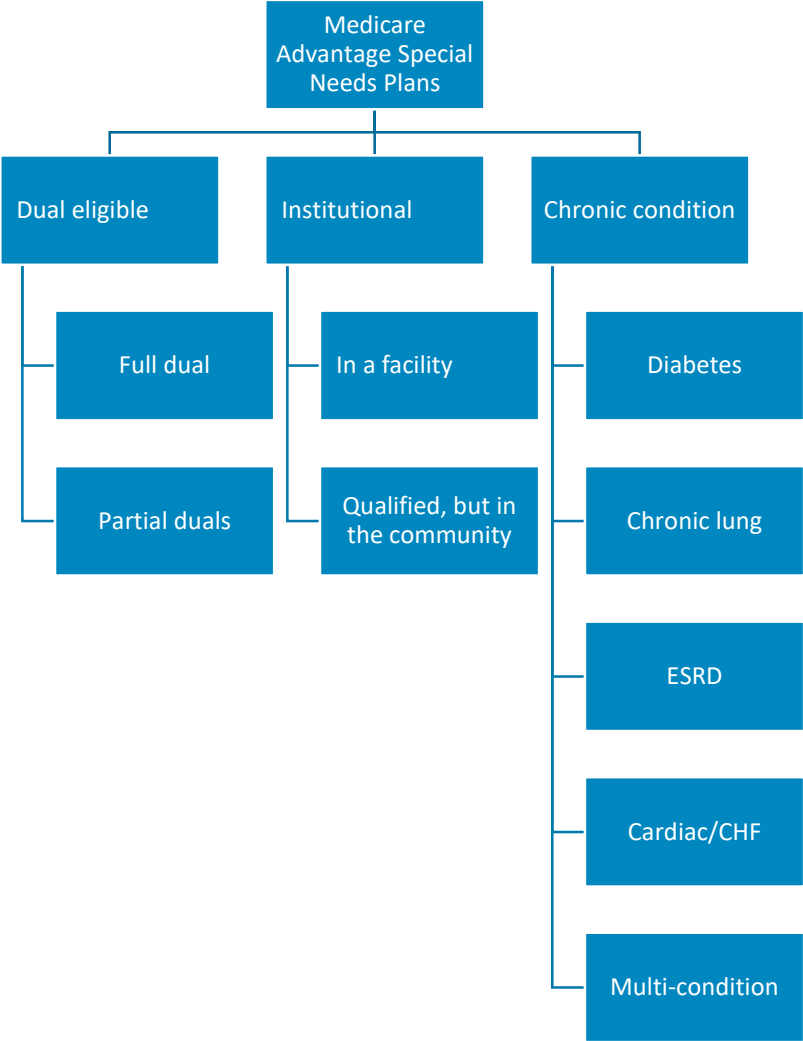 Medicare
Advantage Special
Needs Plans
Dual eligible
Institutional
Chronic condition
Full dual
In a facility
Diabetes
Partial duals
Qualified, but in
the community
Chronic lung
ESRD
Cardiac/CHF
Multi-condition